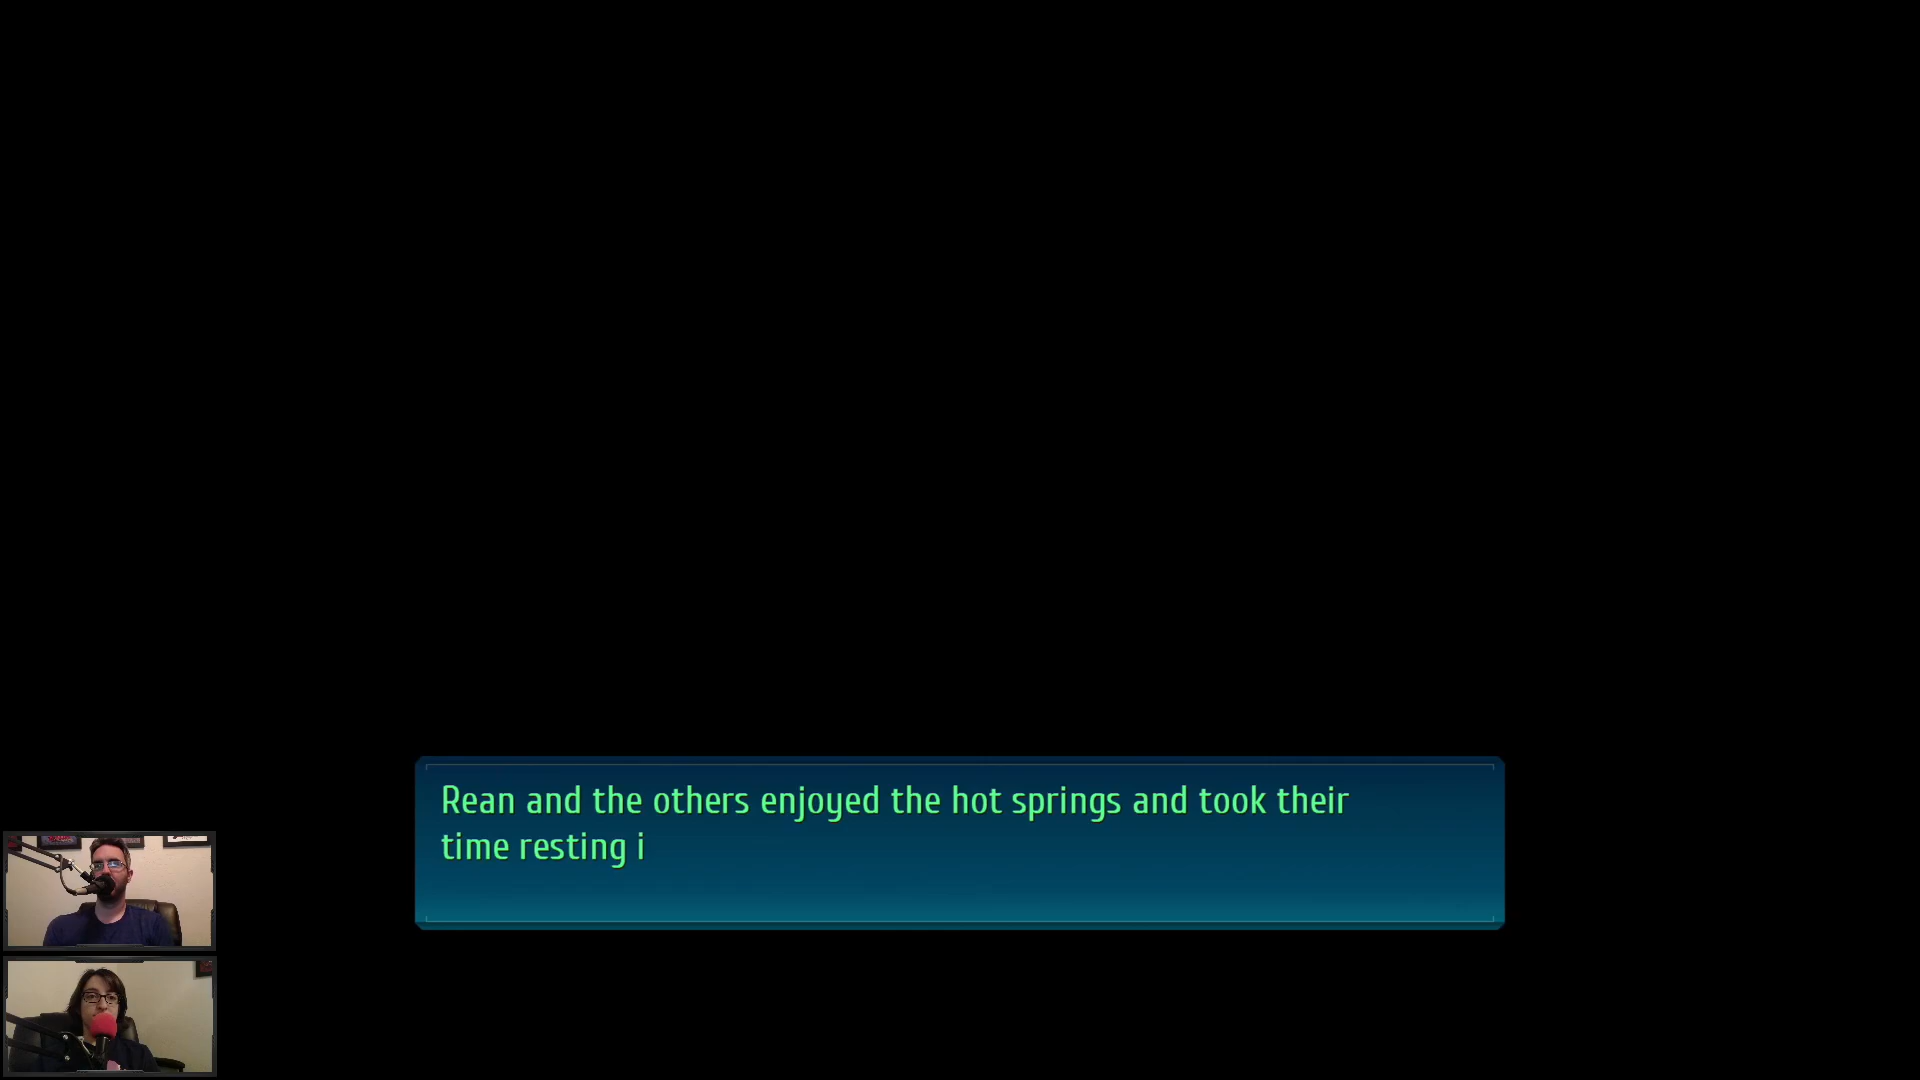 Rean and the others enjoyed the hot springs and took their
time resting i